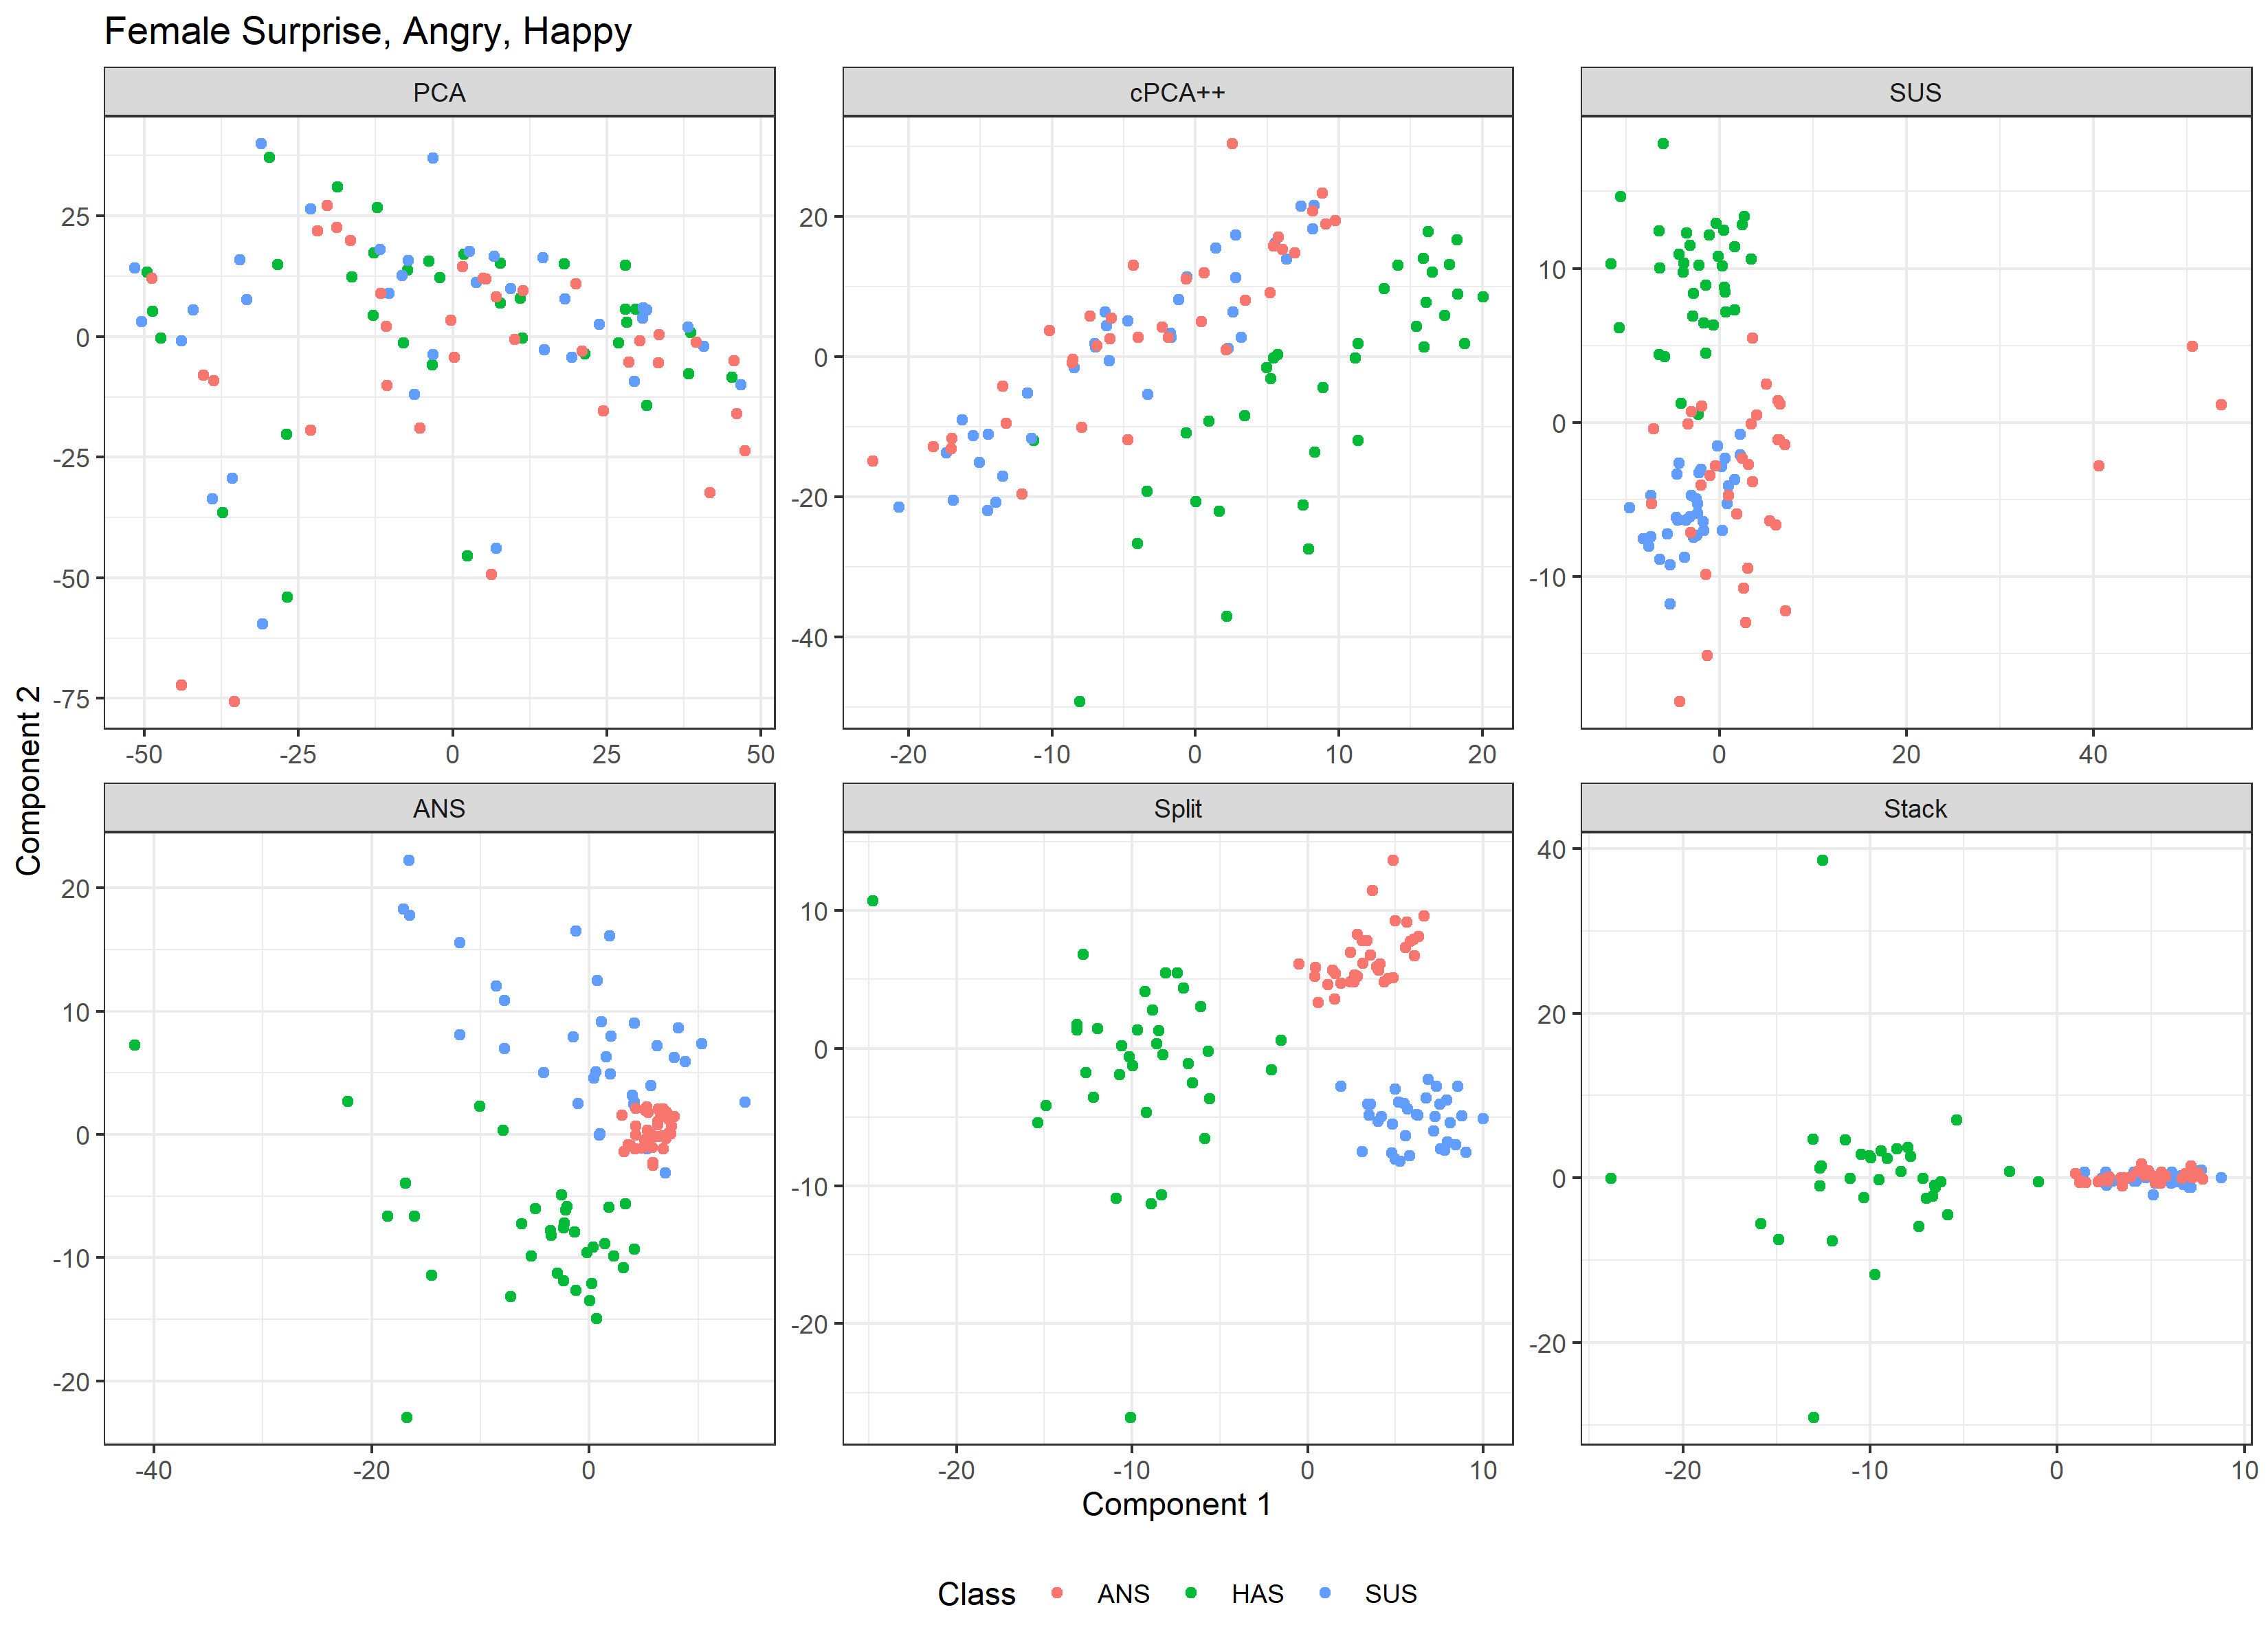 Female Surprise, Angry, Happy
PCA
cPCA++
SUS
25
0
-25
-50
-75
20
0
-20
-40
10
0
-10
-50 -25 0 25 50
-20 -10 0 10 20
0 20 40
Component 2
ANS
Split
Stack
20
10
0
-10
-20
10
0
-10
-20
40
20
0
-20
-40 -20 0
-20 -10 0 10
-20 -10 0 10
Component 1
Class ANS HAS SUS